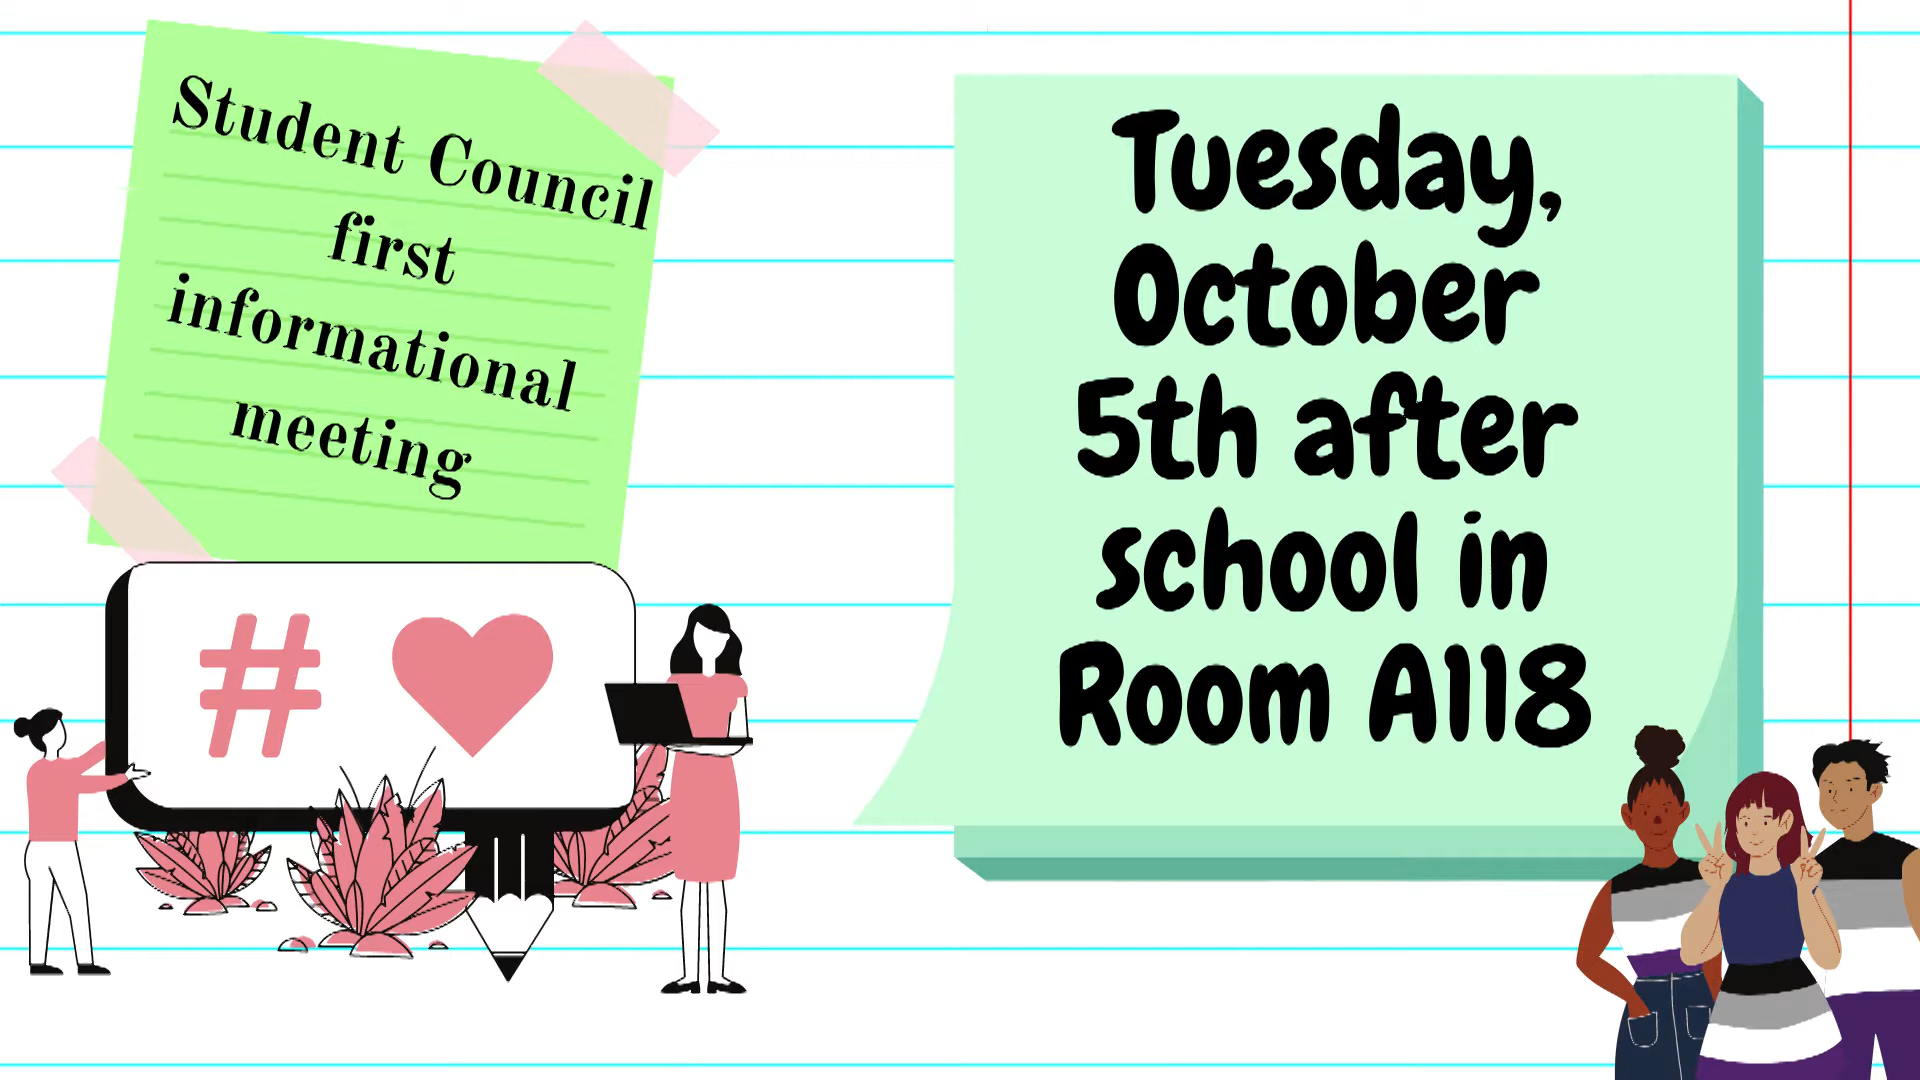 Student Council
first
informational
meeting
Tuesday,
October
5th after
school in
Room A118
#